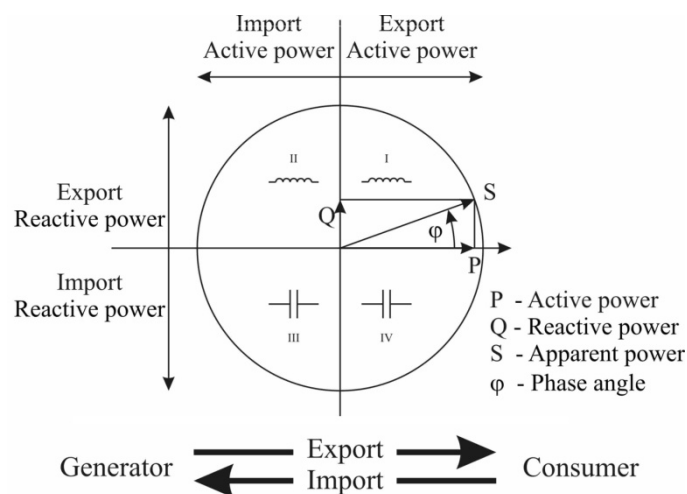 Import
Active power
Export
Active power
II
I
S
Export
Reactive power
Q
φ
P
Import
Reactive power
III
IV
P - Active power
Q - Reactive power
S - Apparent power
φ - Phase angle
Generator
Export
Import
Consumer